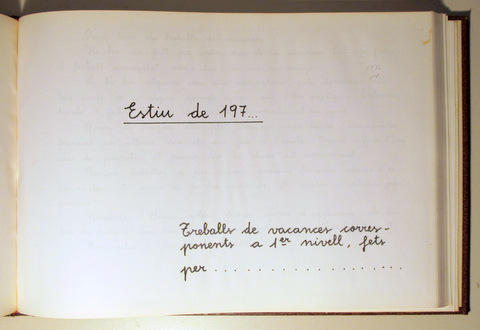 Estiu de 197...
Treballs de vacances corres-
ponents a 1er nivell, fets
per . . . . . . . . . . . . . . . . . .